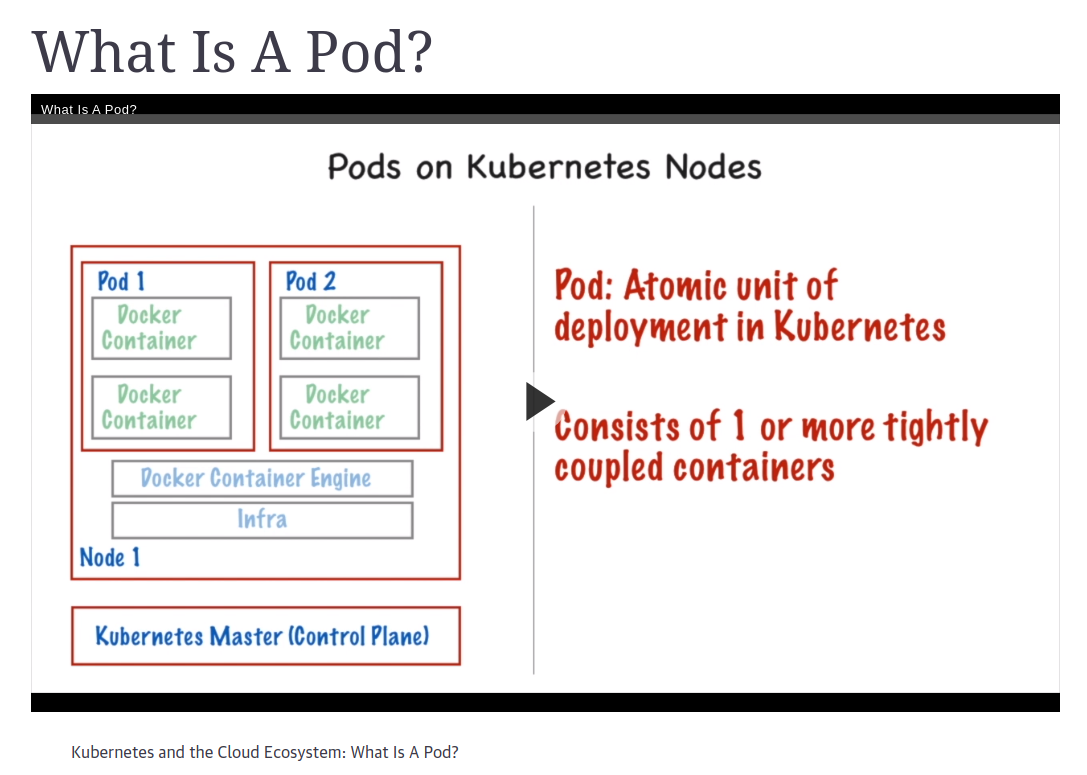 What Is A Pod?
What Is A Pod?
Pods on Kubernetes Nodes
Pod 1
Docker
Container
Docker
Container
Pod 2
Docker
Container
Docker
Container
Docker Container Engine
Infra
Node 1
Kubernetes Master (Control Plane)
Pod: Atomic unit of
deployment in Kubernetes
Consists of 1 or more tightly
coupled containers
Kubernetes and the Cloud Ecosystem: What Is A Pod?